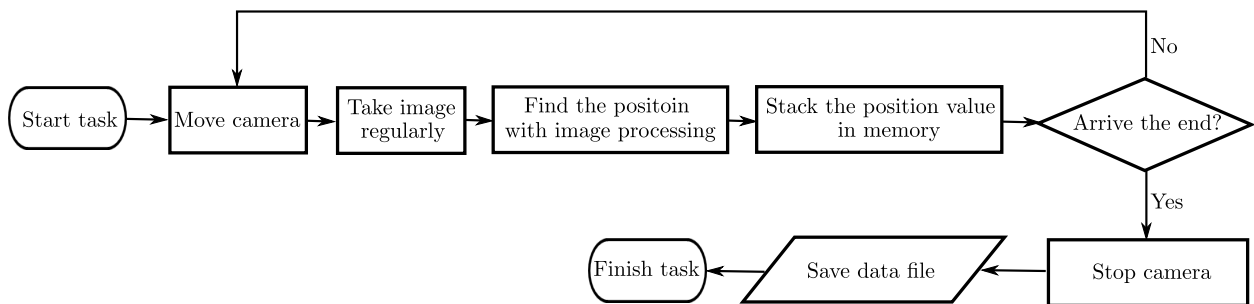 No
Start task
Move camera
Take image
regularly
Find the positoin
with image processing
Stack the position value
in memory
Arrive the end?
Yes
Finish task
Save data file
Stop camera